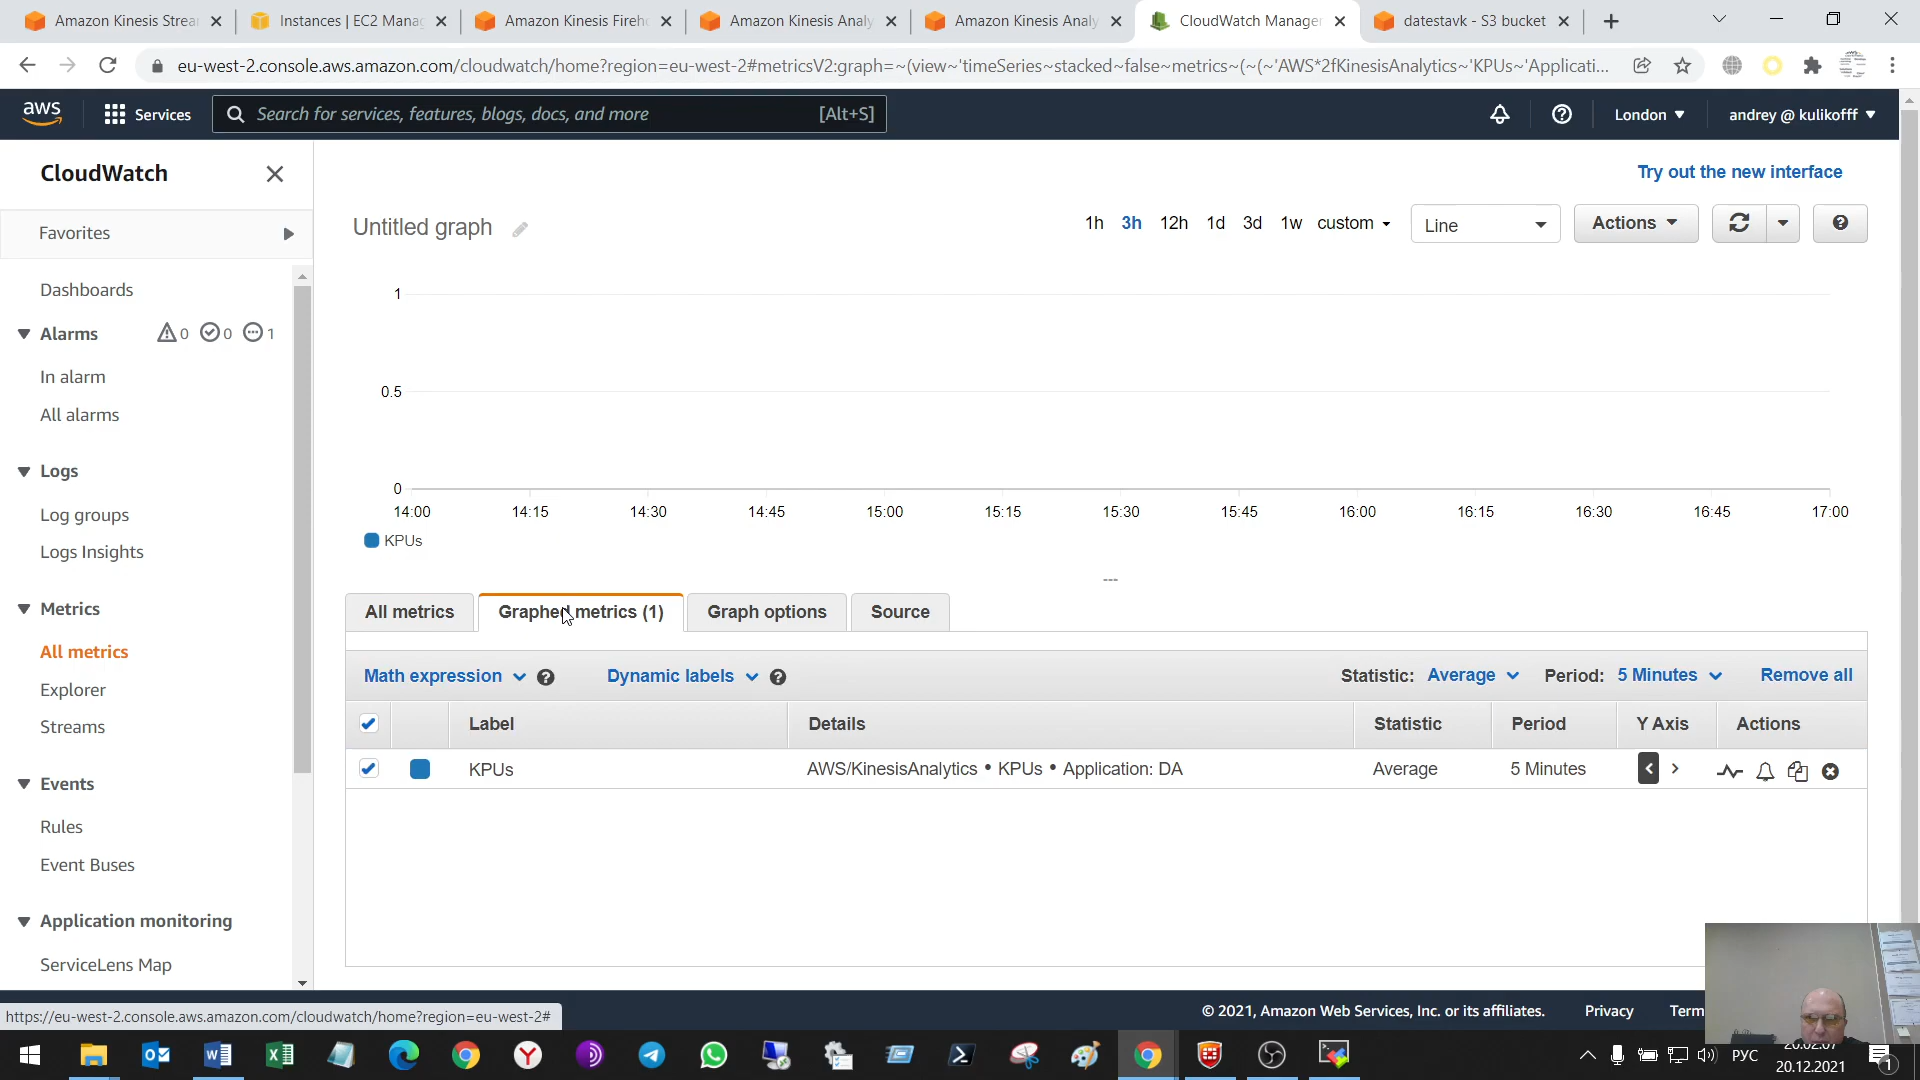 Amazon Kinesis Strea
Instances | EC2 Mana
Amazon Kinesis Fireh
Amazon Kinesis Analy
Amazon Kinesis Analy
CloudWatch Manage
datestavk - S3 bucket
eu-west-2.console.aws.amazon.com/cloudwatch/home?region=eu-west-2#metricsV2:graph=~(view~'timeSeries~stacked~false~metrics~(~(~'AWS*2fKinesisAnalytics~'KPUs~'Applicati...
aws
Services
Search for services, features, blogs, docs, and more
[Alt+S]
London
andrey @ kulikofff
CloudWatch
Favorites
Dashboards
Alarms
0
0
1
In alarm
All alarms
Logs
Log groups
Logs Insights
Metrics
All metrics
Explorer
Streams
Events
Rules
Event Buses
Application monitoring
ServiceLens Map
Try out the new interface
Untitled graph
1h 3h 12h 1d 3d 1w custom
Line
Actions
1
0.5
0
14:00 14:15 14:30 14:45 15:00 15:15 15:30 15:45 16:00 16:15 16:30 16:45 17:00
KPUs
All metrics
Graphed metrics (1)
Graph options
Source
Math expression
Dynamic labels
Statistic: Average
Period: 5 Minutes
Remove all
Label Details Statistic Period Y Axis Actions
KPUs AWS/KinesisAnalytics • KPUs • Application: DA Average 5 Minutes
https://eu-west-2.console.aws.amazon.com/cloudwatch/home?region=eu-west-2#
© 2021, Amazon Web Services, Inc. or its affiliates.
Privacy
Term
РУС
20.12.2021
1